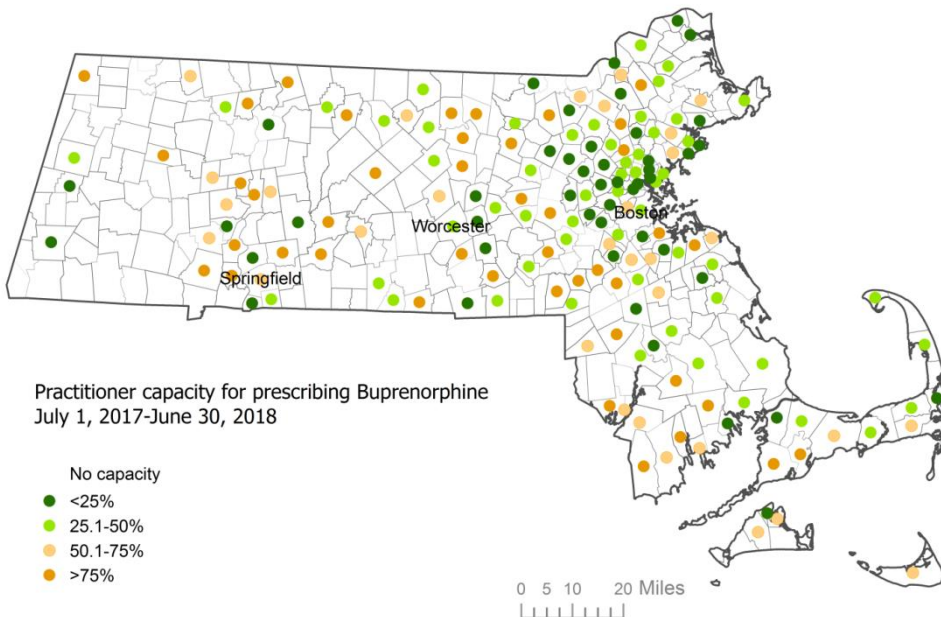 Worcester
Boston
Springfield
Practitioner capacity for prescribing Buprenorphine
July 1, 2017-June 30, 2018
No capacity
<25%
25.1-50%
50.1-75%
>75%
0 5 10 20 Miles